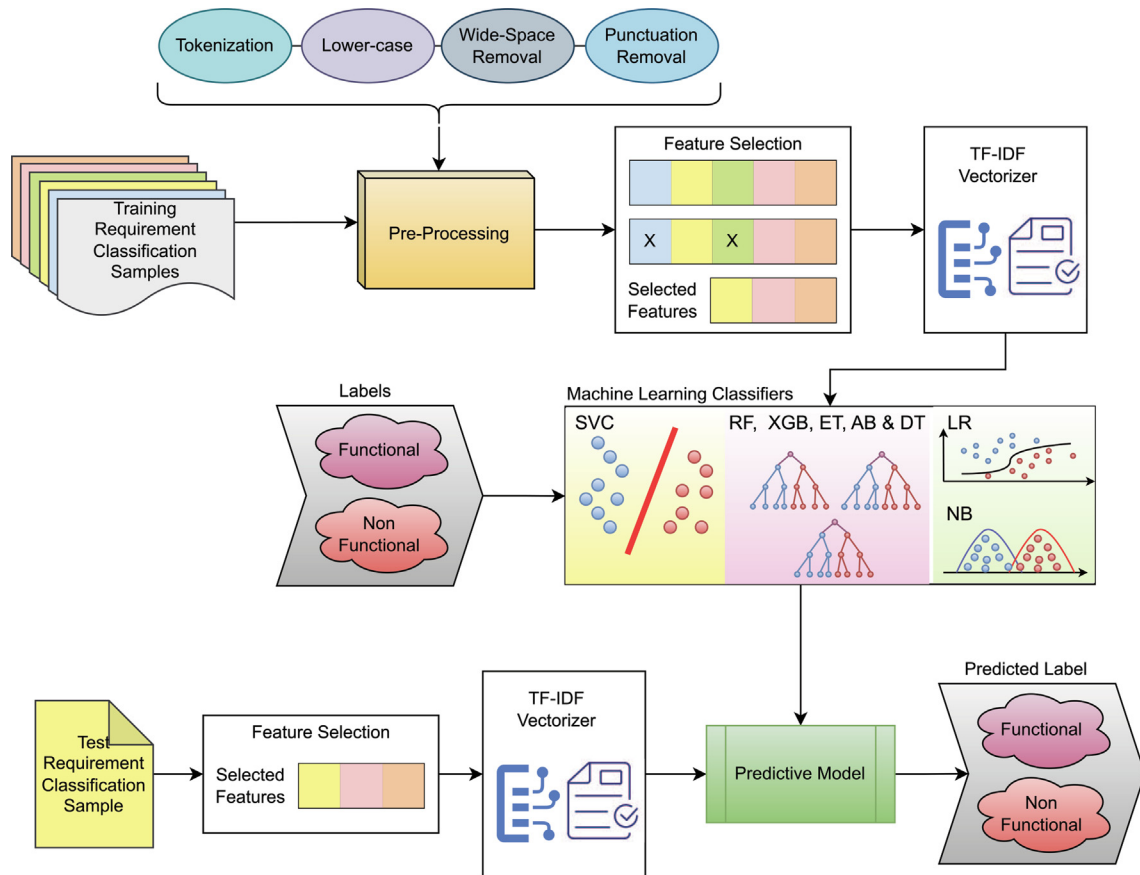 Tokenization
Lower-case
Wide-Space
Removal
Punctuation
Removal
Training
Requirement
Classification
Samples
Pre-Processing
Feature Selection
X
X
Selected
Features
TF-IDF
Vectorizer
Labels
Functional
Non
Functional
Machine Learning Classifiers
SVC
RF, XGB, ET, AB & DT
LR
NB
Test
Requirement
Classification
Sample
Feature Selection
Selected
Features
TF-IDF
Vectorizer
Predictive Model
Predicted Label
Functional
Non
Functional